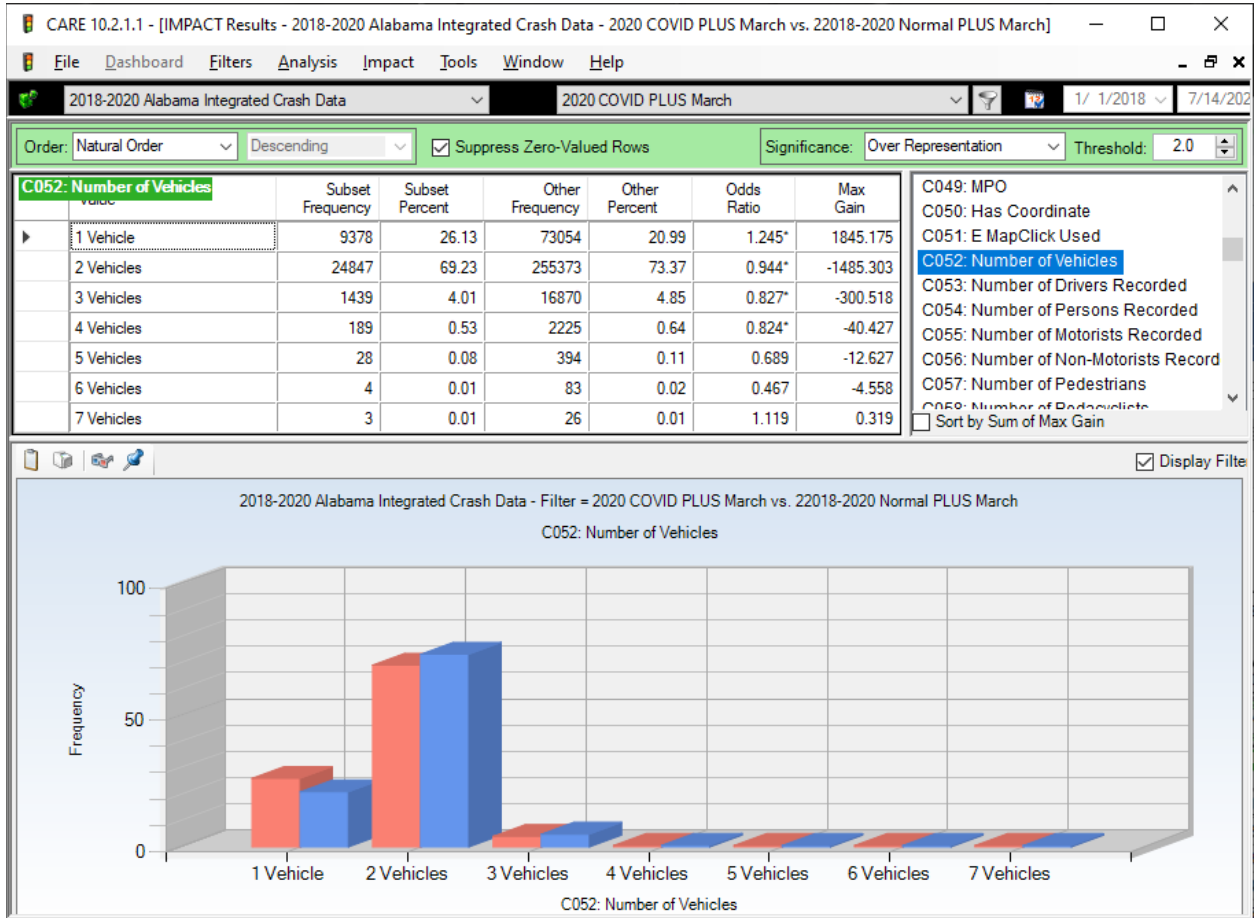 CARE 10.2.1.1 - [IMPACT Results - 2018-2020 Alabama Integrated Crash Data - 2020 COVID PLUS March vs. 22018-2020 Normal PLUS March]
File Dashboard Filters Analysis Impact Tools Window Help
2018-2020 Alabama Integrated Crash Data 2020 COVID PLUS March 1/ 1/2018 7/14/202
Order: Natural Order Descending Suppress Zero-Valued Rows Significance: Over Representation Threshold: 2.0
C052: Number of Vehicles Subset Frequency Subset Percent Other Frequency Other Percent Odds Ratio Max Gain
1 Vehicle 9378 26.13 73054 20.99 1.245* 1845.175
2 Vehicles 24847 69.23 255373 73.37 0.944* -1485.303
3 Vehicles 1439 4.01 16870 4.85 0.827* -300.518
4 Vehicles 189 0.53 2225 0.64 0.824* -40.427
5 Vehicles 28 0.08 394 0.11 0.689 -12.627
6 Vehicles 4 0.01 83 0.02 0.467 -4.558
7 Vehicles 3 0.01 26 0.01 1.119 0.319
C049: MPO
C050: Has Coordinate
C051: E MapClick Used
C052: Number of Vehicles
C053: Number of Drivers Recorded
C054: Number of Persons Recorded
C055: Number of Motorists Recorded
C056: Number of Non-Motorists Record
C057: Number of Pedestrians
C058: Number of Pedacyclists
Sort by Sum of Max Gain
Display Filte
2018-2020 Alabama Integrated Crash Data - Filter = 2020 COVID PLUS March vs. 22018-2020 Normal PLUS March
C052: Number of Vehicles
100
50
0
Frequency
1 Vehicle 2 Vehicles 3 Vehicles 4 Vehicles 5 Vehicles 6 Vehicles 7 Vehicles
C052: Number of Vehicles